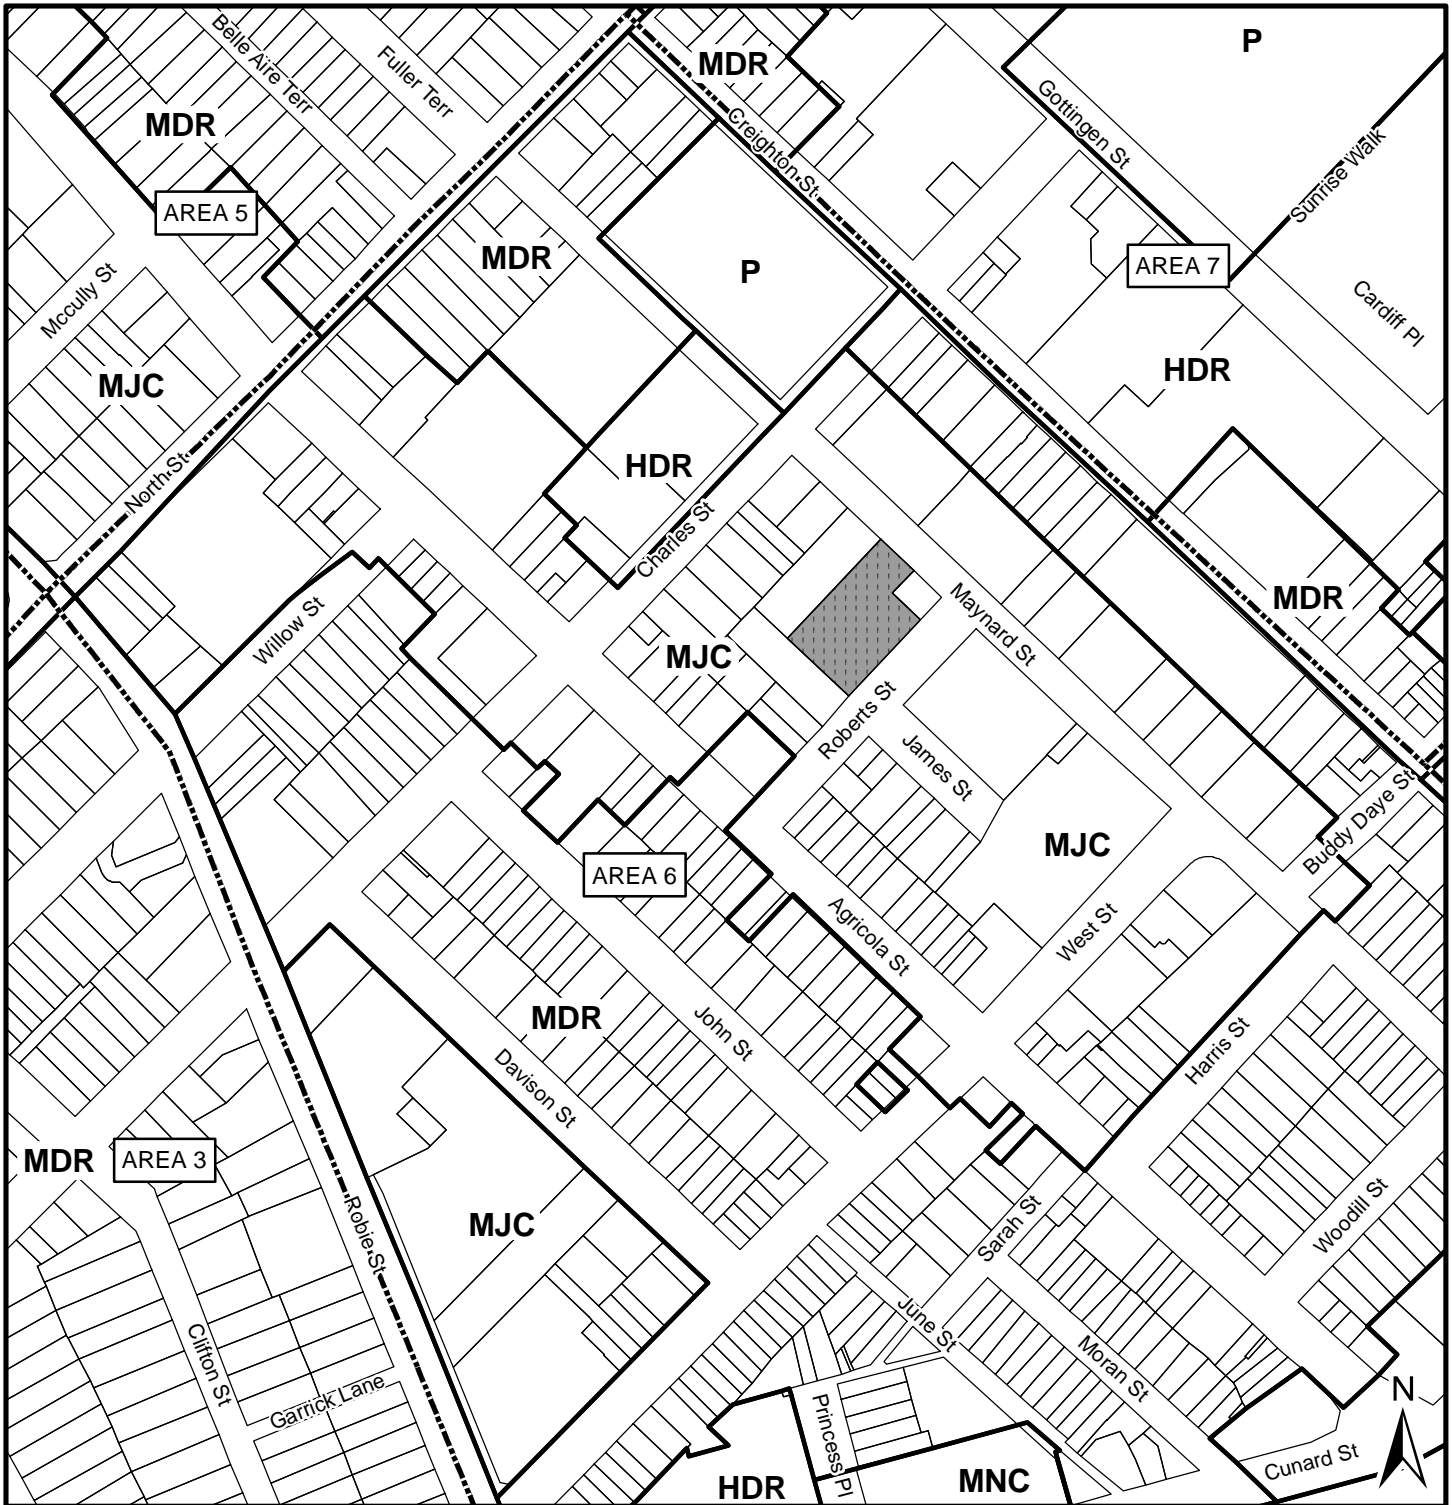 P
MDR
Belle Aire Terr
Fuller Terr
Gottingen St
MDR
Creighton St
Sunrise Walk
AREA 5
MDR
P
AREA 7
Mccully St
Cardiff Pl
MJC
HDR
North St
HDR
Charles St
Willow St
MJC
Maynard St
MDR
Roberts St
James St
MJC
Buddy Daye St
AREA 6
Agricola St
West St
MDR
John St
Davison St
Harris St
MDR
AREA 3
Robie St
MJC
Sarah St
Woodill St
Clifton St
June St
Moran St
Garrick Lane
Princess Pl
N
HDR
MNC
Cunard St